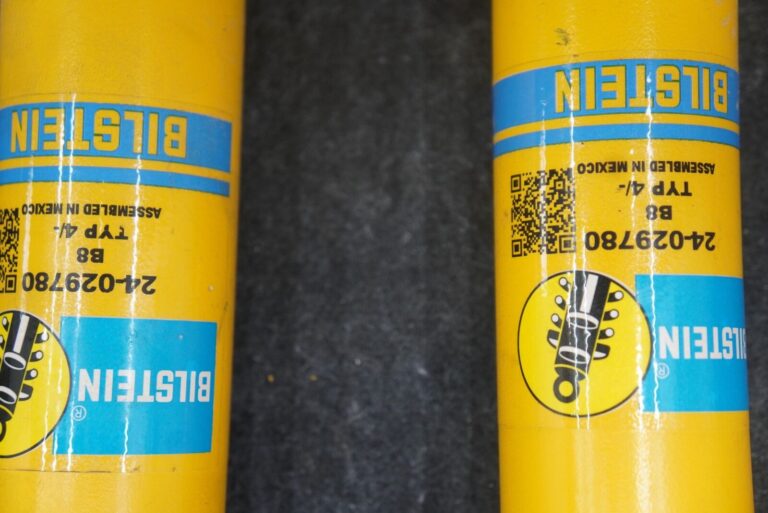 BILSTEIN
®
24-029780
B8
TYP 4/-
ASSEMBLED IN MEXICO
BILSTEIN
BILSTEIN
®
24-029780
B8
TYP 4/-
ASSEMBLED IN MEXICO
BILSTEIN